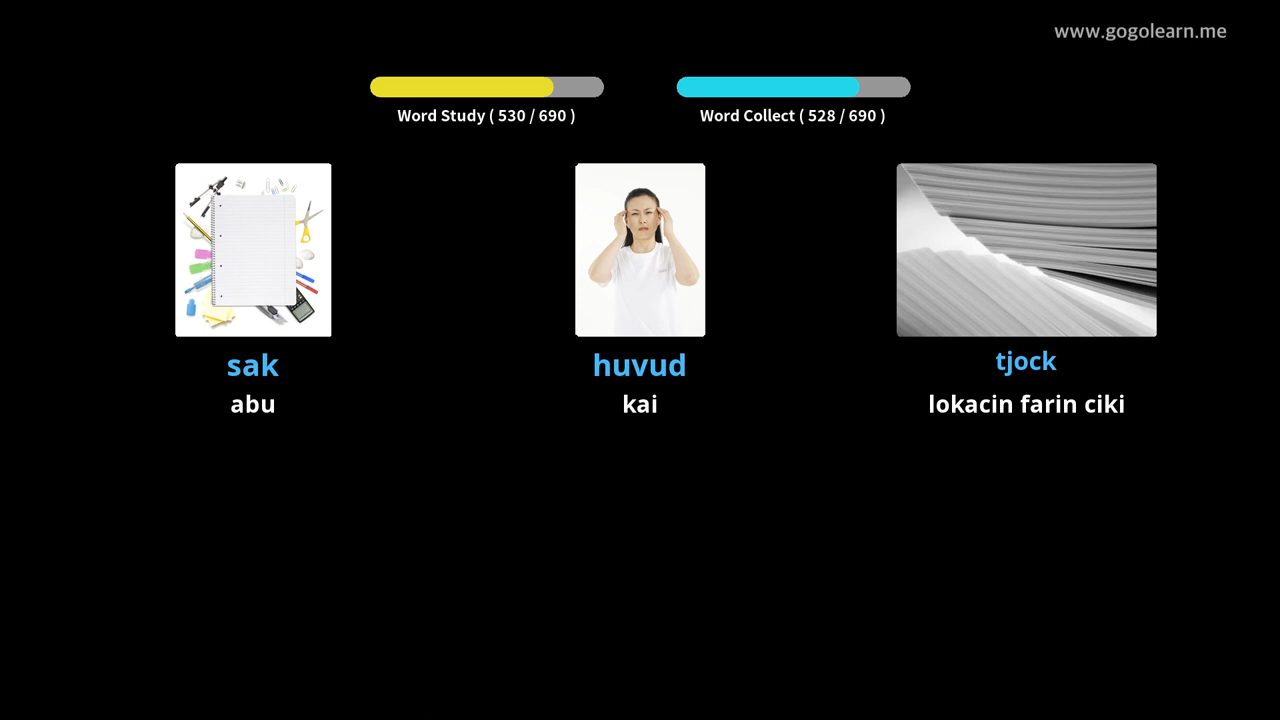 www.gogolearn.me
Word Study ( 530 / 690 )
Word Collect ( 528 / 690 )
sak
huvud
tjock
abu
kai
lokacin farin ciki